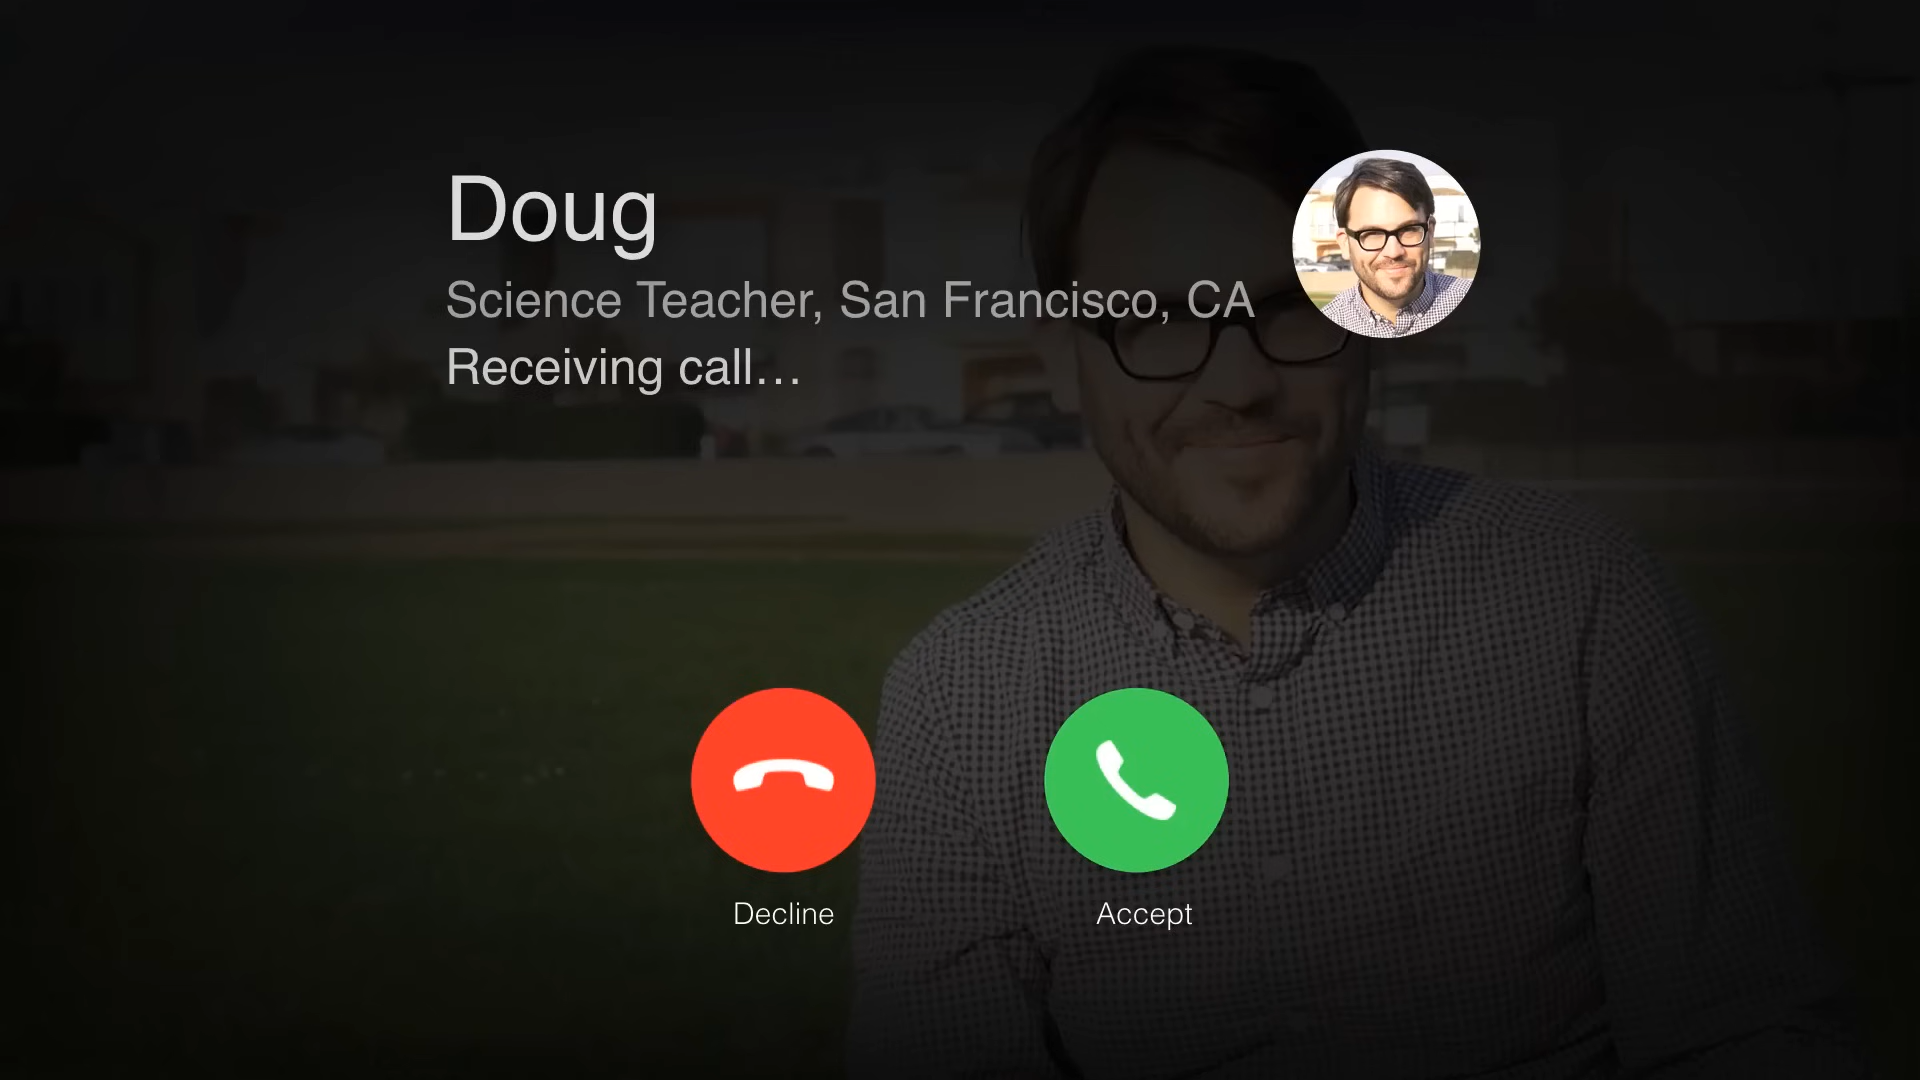 Doug
Science Teacher, San Francisco, CA
Receiving call...
Decline
Accept